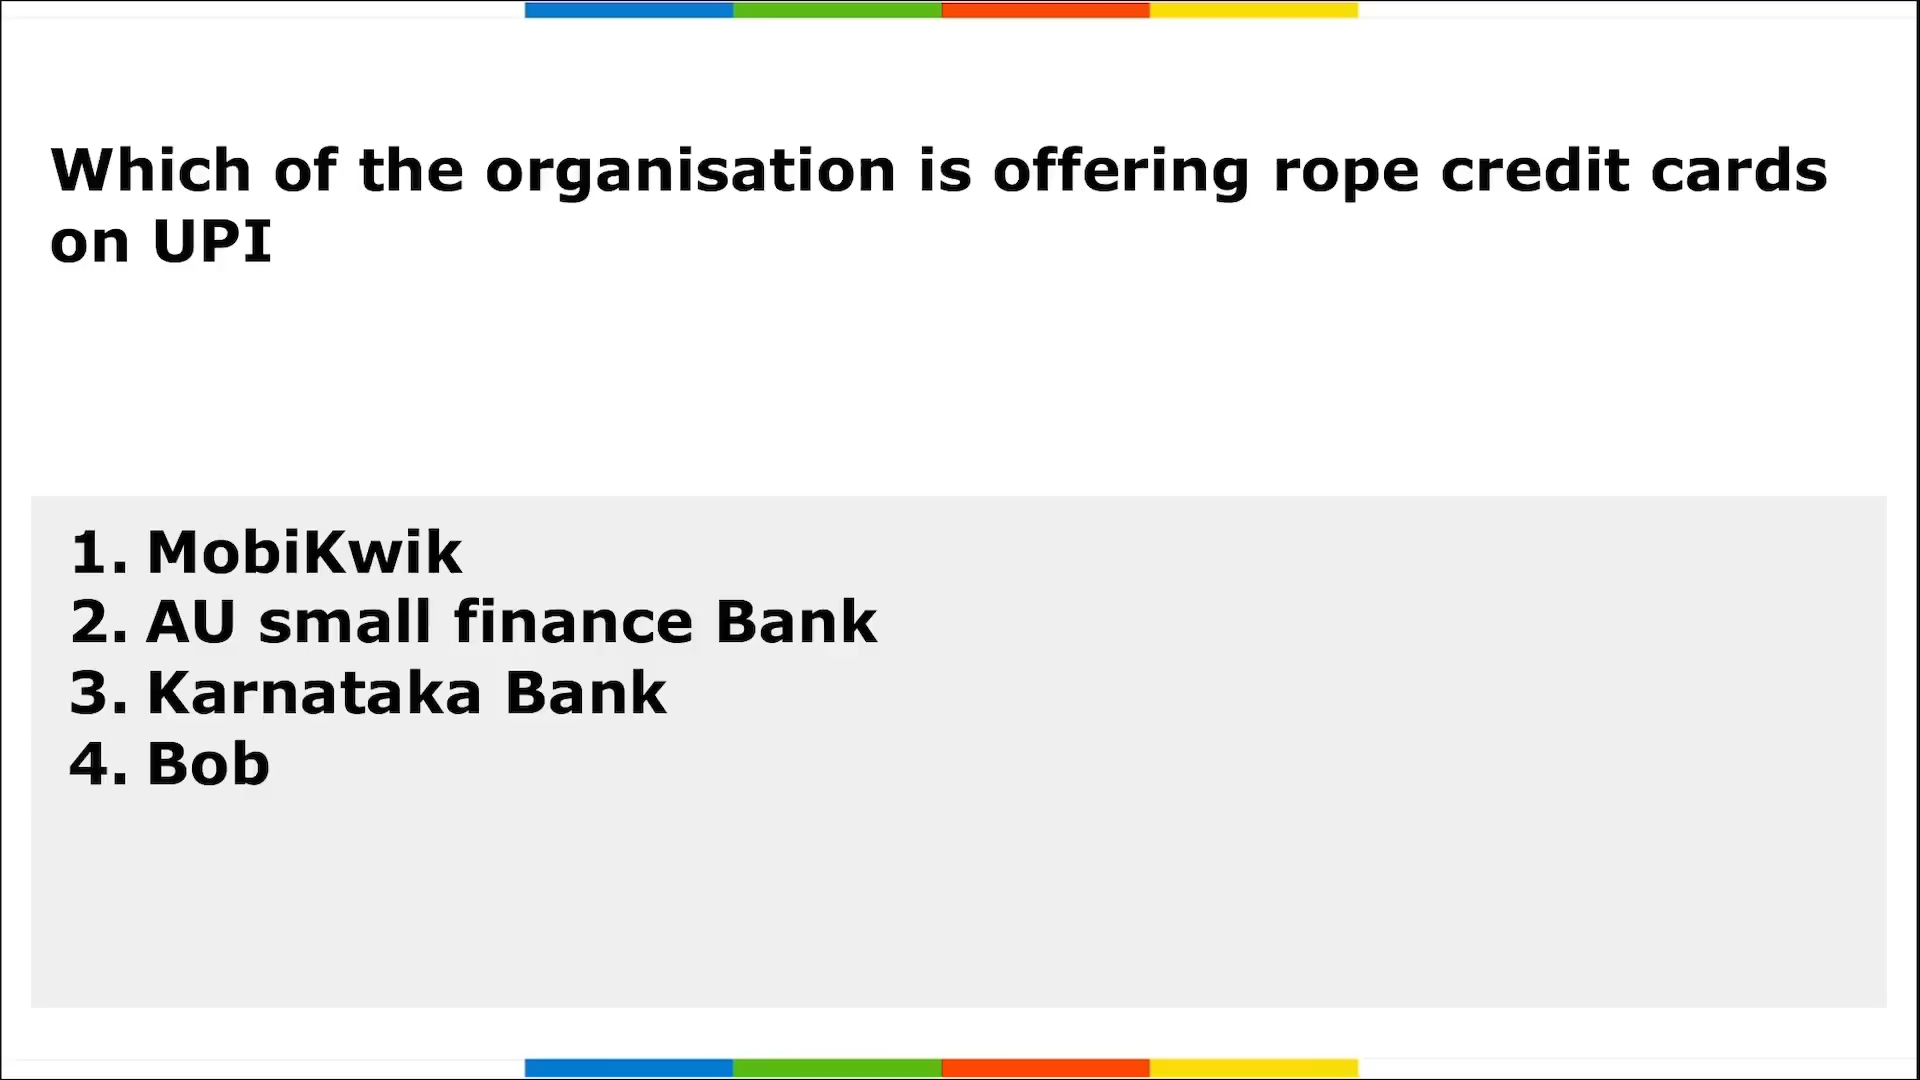 Which of the organisation is offering rope credit cards
on UPI
1. MobiKwik
2. AU small finance Bank
3. Karnataka Bank
4. Bob